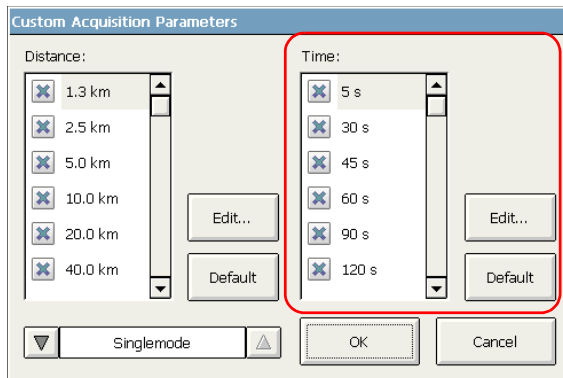 Custom Acquisition Parameters
Distance:
1.3 km
2.5 km
5.0 km
10.0 km
20.0 km
40.0 km
Edit...
Default
Time:
5 s
30 s
45 s
60 s
90 s
120 s
Edit...
Default
Singlemode
OK
Cancel